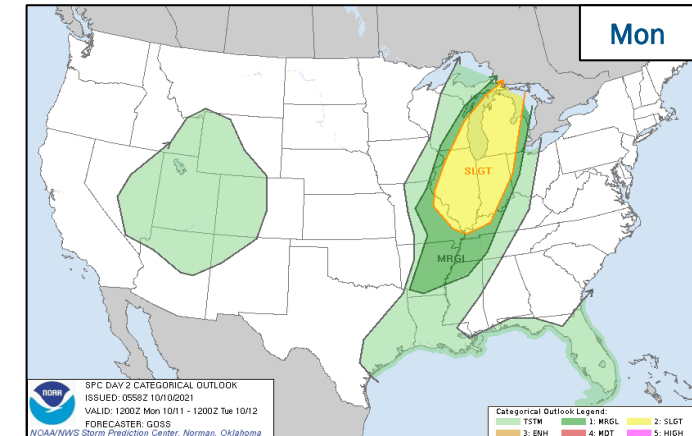 Mon
SLGT
MRGL
NOAA
SPC DAY 2 CATEGORICAL OUTLOOK
ISSUED: 0558Z 10/10/2021
VALID: 1200Z Mon 10/11 - 1200Z Tue 10/12
FORECASTER: GOSS
NOAA/NWS Storm Prediction Center, Norman, Oklahoma
Categorical Outlook Legend:
TSTM 1: MRGL 2: SLGT
3: ENH 4: MDT 5: HIGH